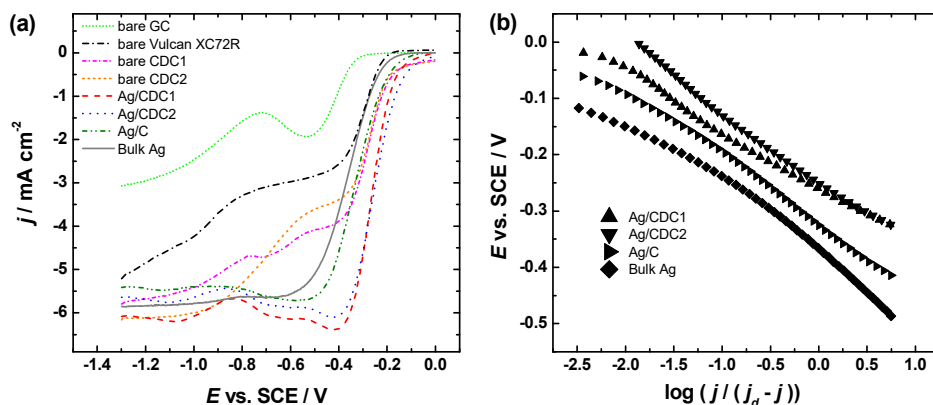 (a)
bare GC
bare Vulcan XC72R
bare CDC1
bare CDC2
Ag/CDC1
Ag/CDC2
Ag/C
Bulk Ag
j / mA cm⁻²
0
-1
-2
-3
-4
-5
-6
-1.4 -1.2 -1.0 -0.8 -0.6 -0.4 -0.2 0.0
E vs. SCE / V
(b)
Ag/CDC1
Ag/CDC2
Ag/C
Bulk Ag
E vs. SCE / V
0.0
-0.1
-0.2
-0.3
-0.4
-0.5
-2.5 -2.0 -1.5 -1.0 -0.5 0.0 0.5 1.0
log ( j / ( j_d - j))